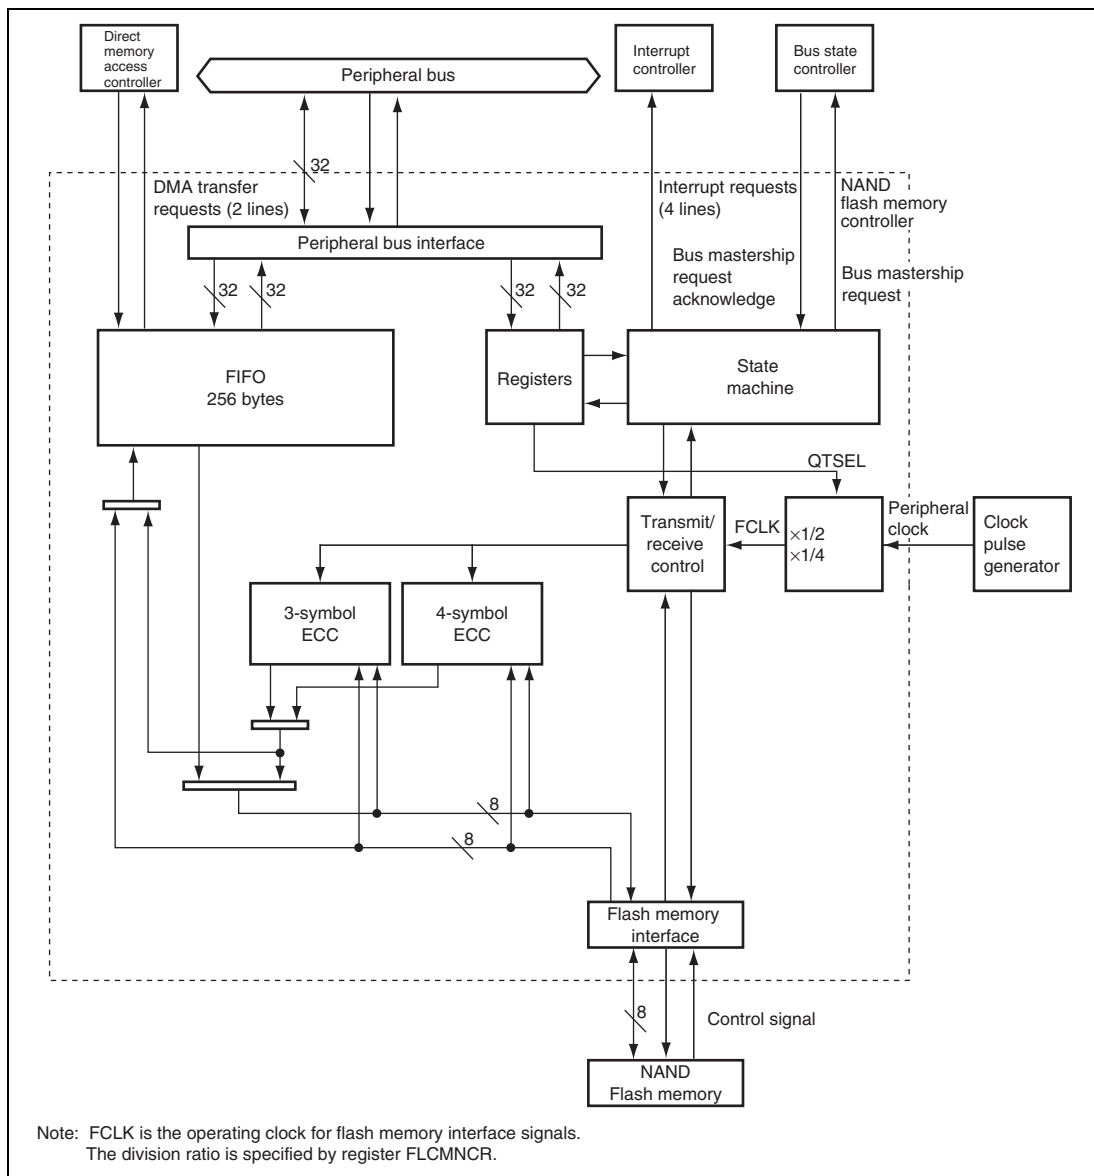 Direct
memory
access
controller
Peripheral bus
Interrupt
controller
Bus state
controller
32
DMA transfer
requests (2 lines)
Interrupt requests
(4 lines)
NAND
flash memory
controller
Peripheral bus interface
Bus mastership
request
acknowledge
Bus mastership
request
32
32
32
32
FIFO
256 bytes
Registers
State
machine
QTSEL
Transmit/
receive
control
FCLK
×1/2
×1/4
Peripheral
clock
Clock
pulse
generator
3-symbol
ECC
4-symbol
ECC
8
8
Flash memory
interface
8
Control signal
NAND
Flash memory
Note: FCLK is the operating clock for flash memory interface signals.
The division ratio is specified by register FLCMNCR.